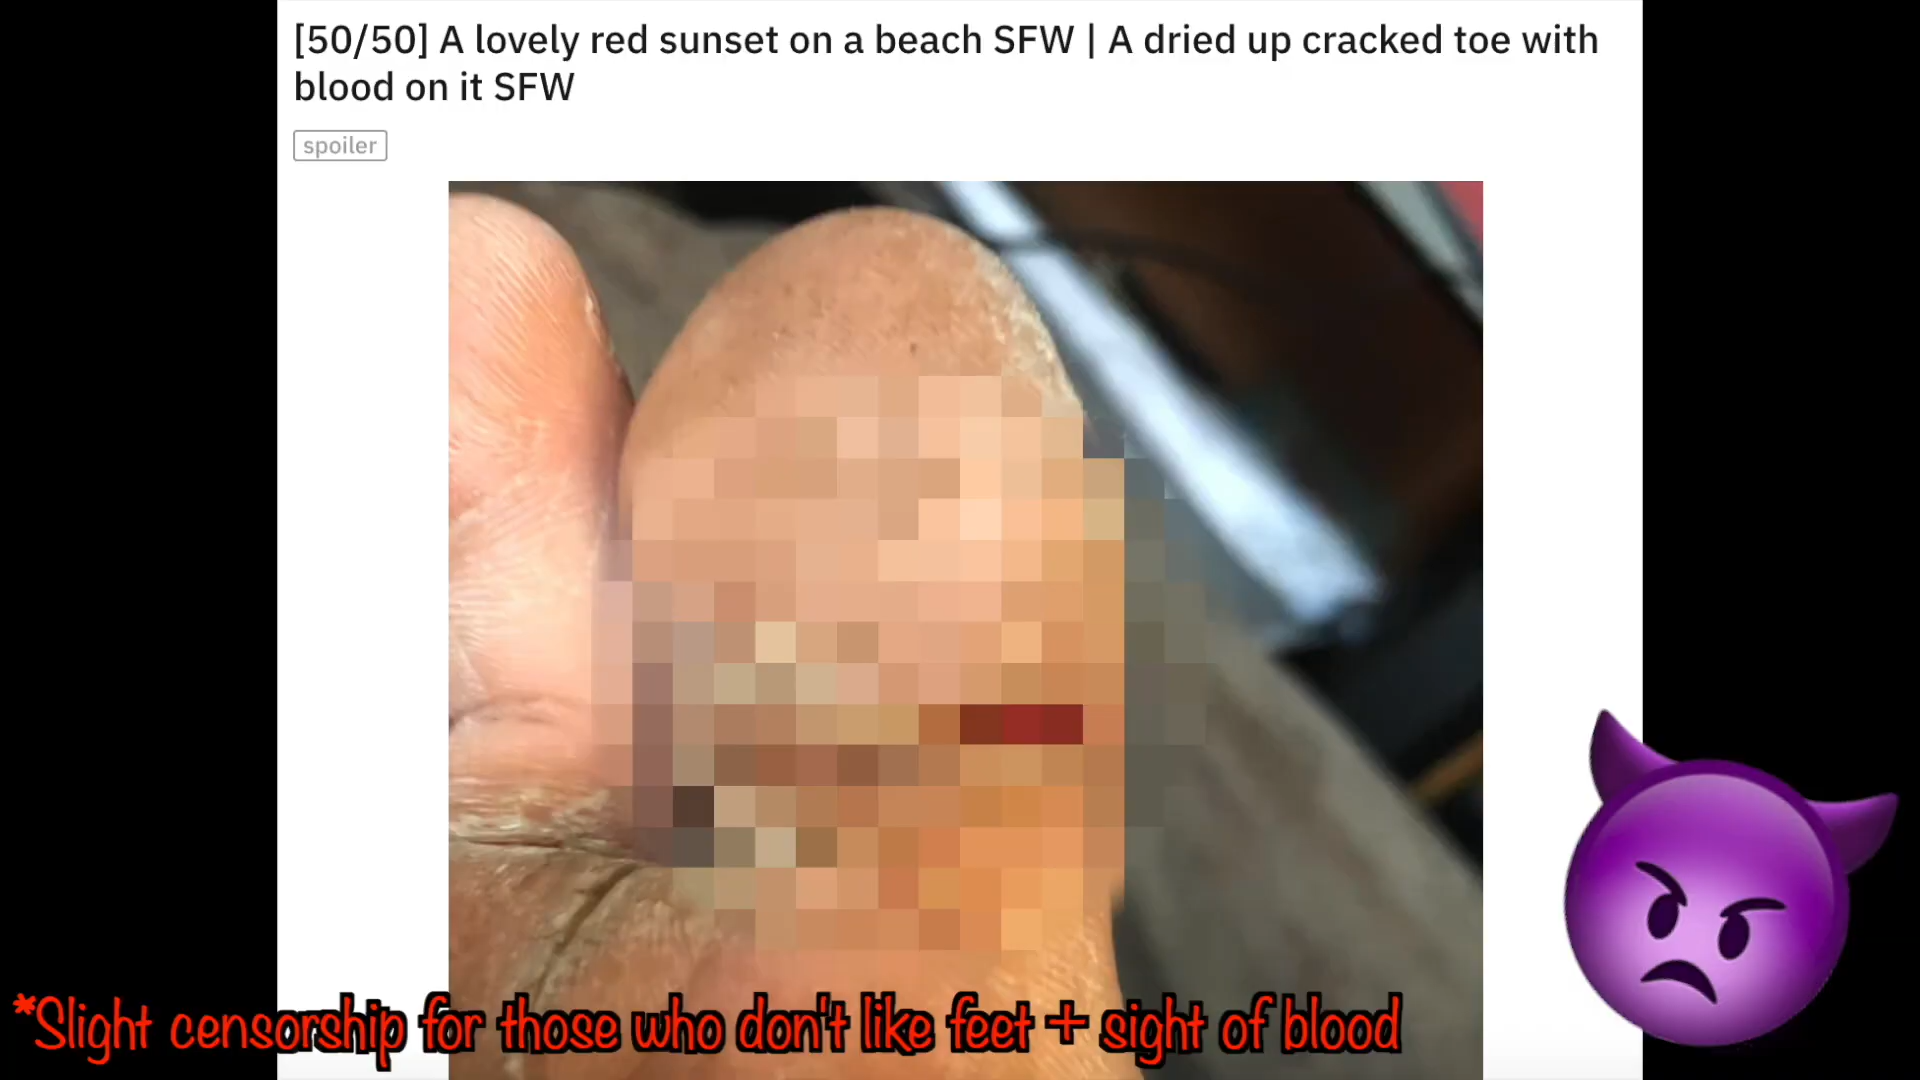 [50/50] A lovely red sunset on a beach SFW | A dried up cracked toe with
blood on it SFW
spoiler
*Slight censorship for those who don't like feet + sight of blood